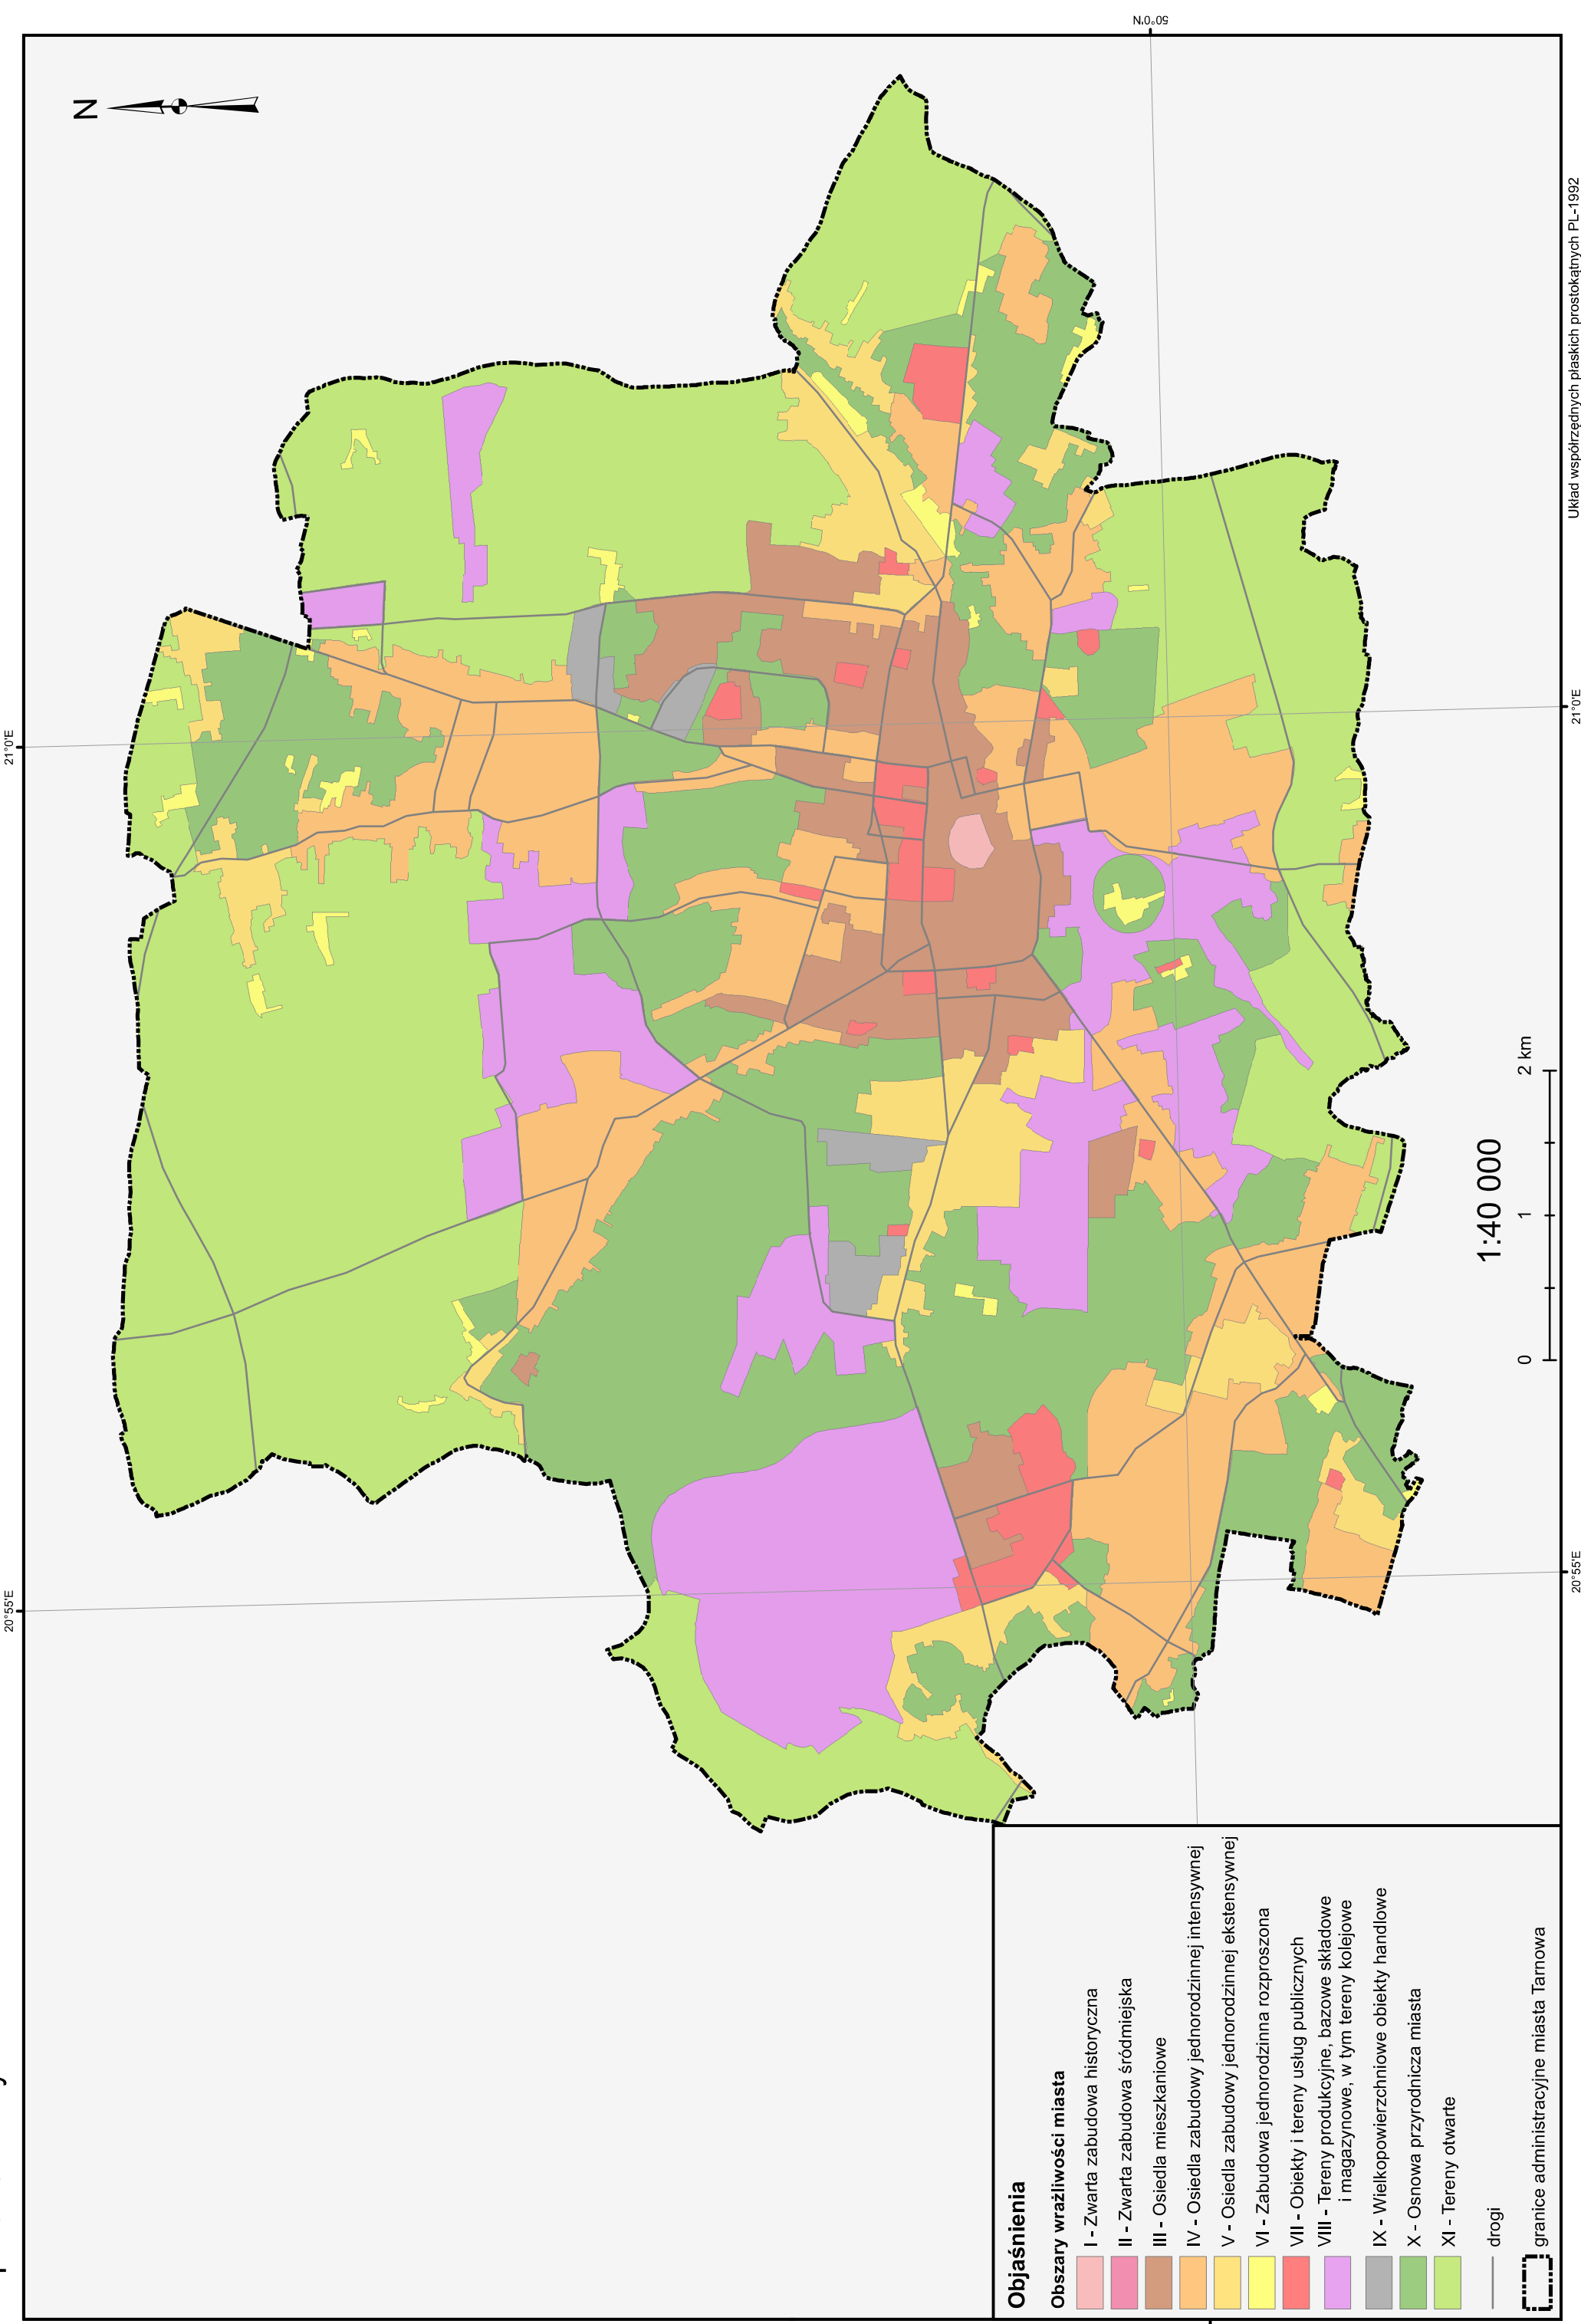 N
50°0'N
21°0'E
20°55'E
21°0'E
20°55'E
Układ współrzędnych płaskich prostokątnych PL-1992
1:40 000
0 1 2 km
Objaśnienia
Obszary wrażliwości miasta
I - Zwarta zabudowa historyczna
II - Zwarta zabudowa śródmiejska
III - Osiedla mieszkaniowe
IV - Osiedla zabudowy jednorodzinnej intensywnej
V - Osiedla zabudowy jednorodzinnej ekstensywnej
VI - Zabudowa jednorodzinna rozproszona
VII - Obiekty i tereny usług publicznych
VIII - Tereny produkcyjne, bazowe składowe
i magazynowe, w tym tereny kolejowe
IX - Wielkopowierzchniowe obiekty handlowe
X - Osnowa przyrodnicza miasta
XI - Tereny otwarte
drogi
granice administracyjne miasta Tarnowa